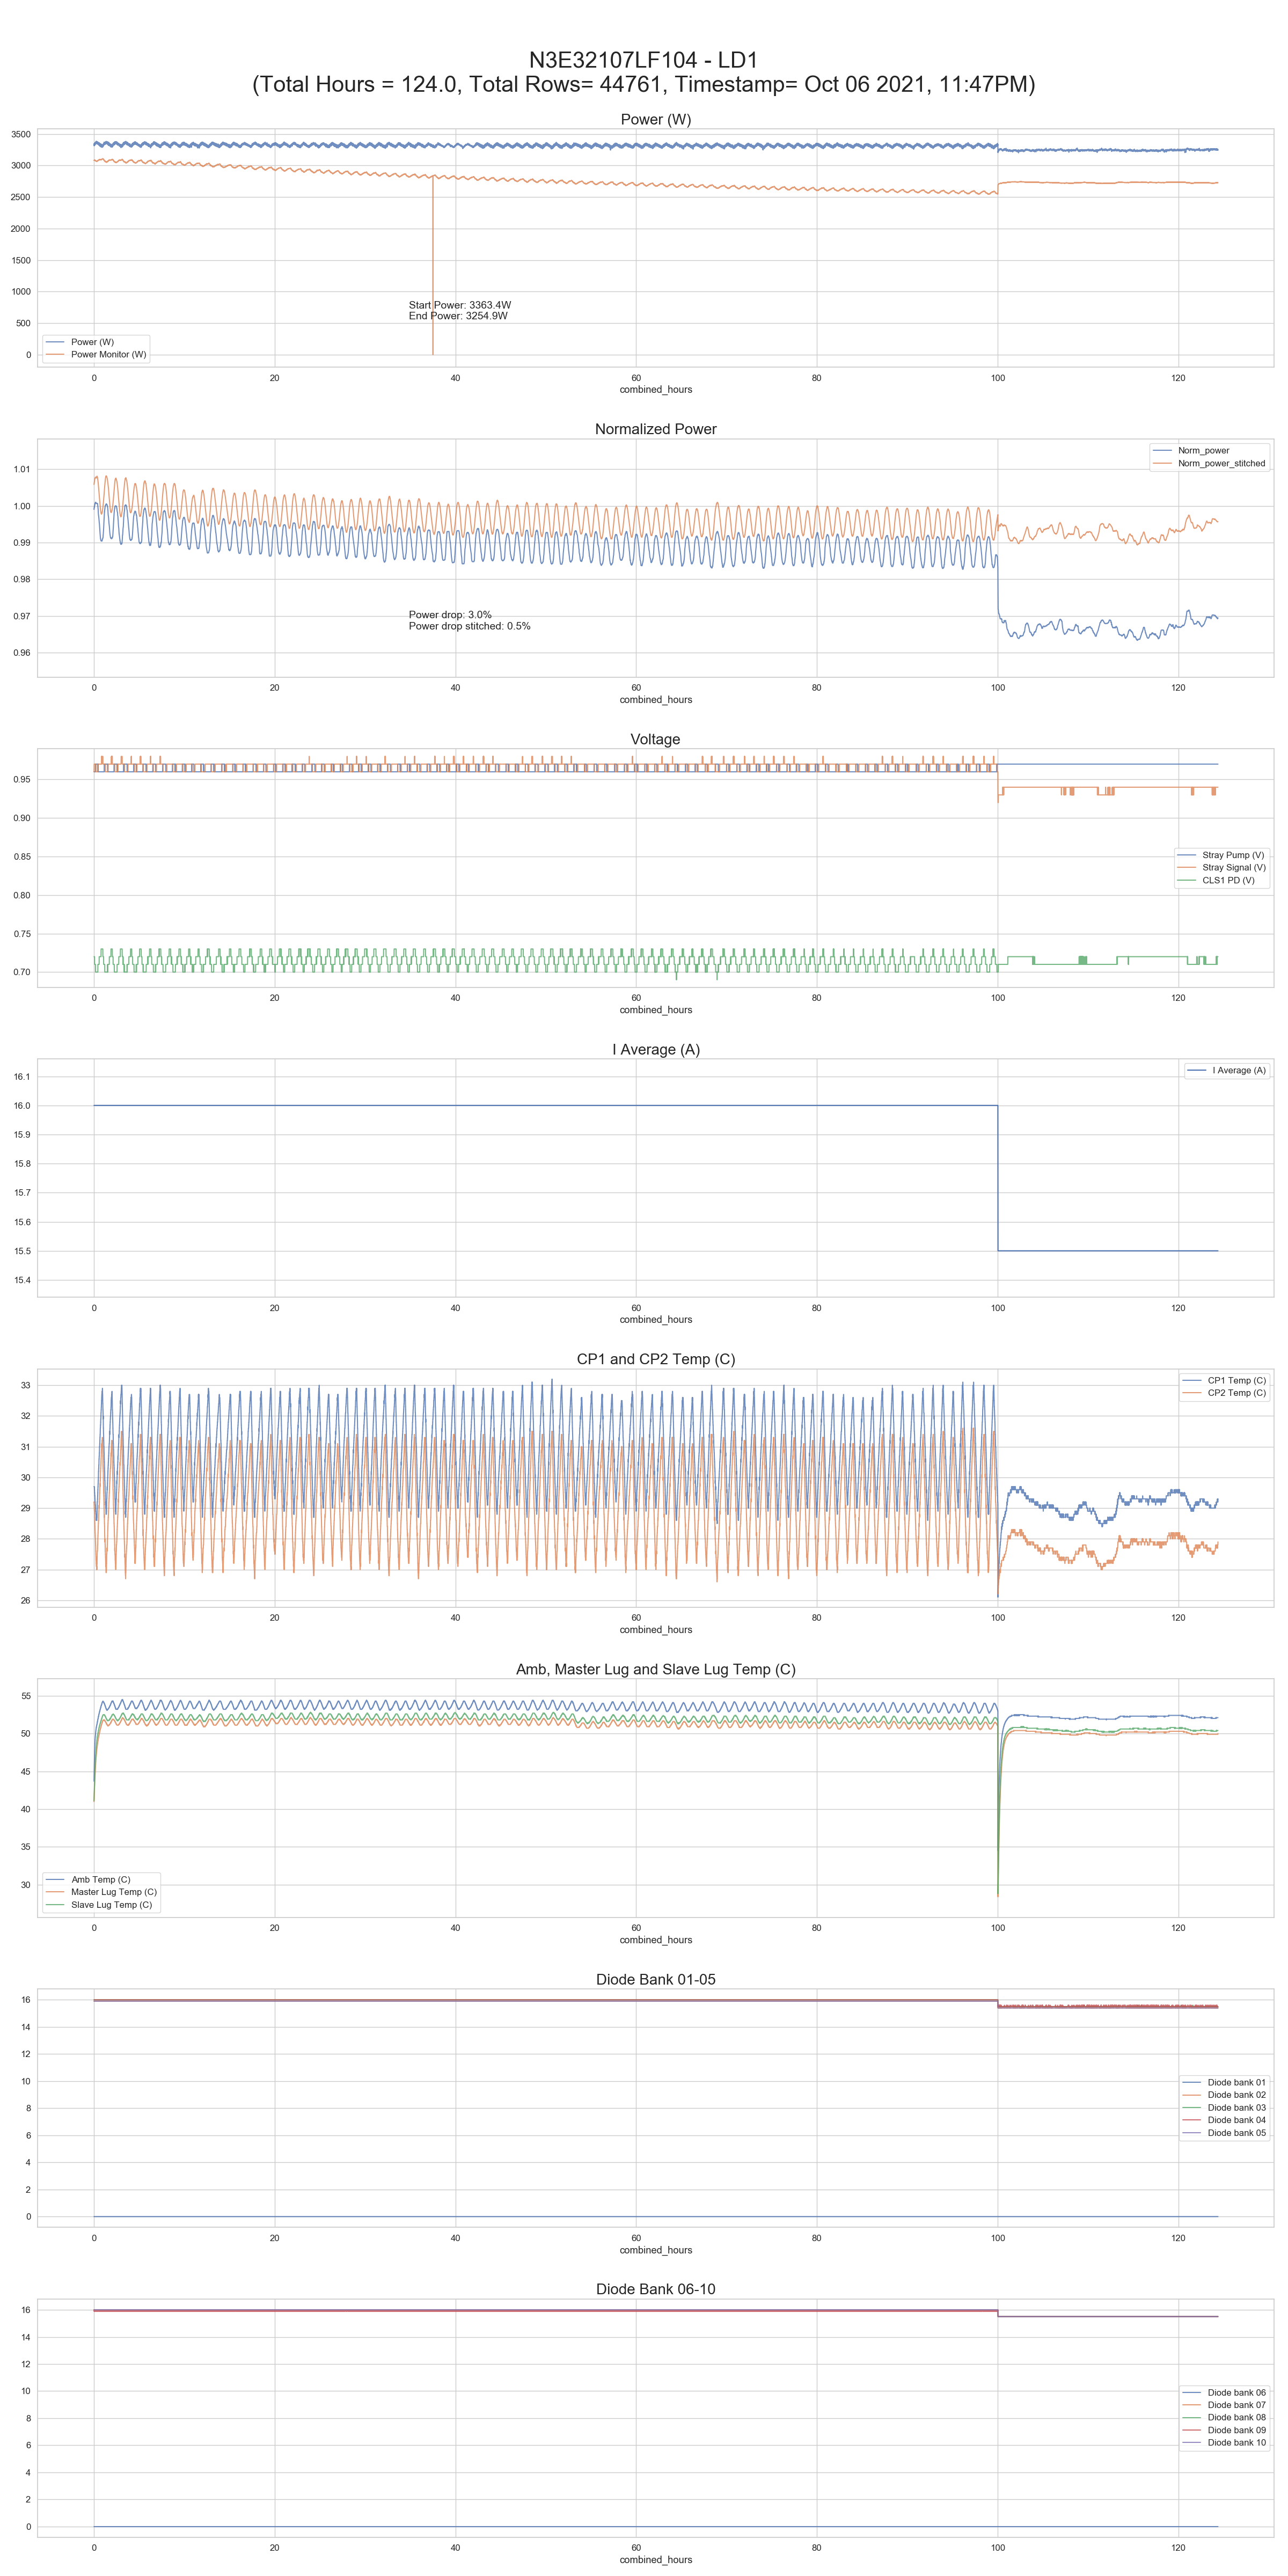 N3E32107LF104 - LD1
(Total Hours = 124.0, Total Rows= 44761, Timestamp= Oct 06 2021, 11:47PM)
Power (W)
3500
3000
2500
2000
1500
1000
500
0
Start Power: 3363.4W
End Power: 3254.9W
Power (W)
Power Monitor (W)
0 20 40 60 80 100 120
combined_hours
Normalized Power
1.01
1.00
0.99
0.98
0.97
0.96
Norm_power
Norm_power_stitched
Power drop: 3.0%
Power drop stitched: 0.5%
0 20 40 60 80 100 120
combined_hours
Voltage
0.95
0.90
0.85
0.80
0.75
0.70
Stray Pump (V)
Stray Signal (V)
CLS1 PD (V)
0 20 40 60 80 100 120
combined_hours
I Average (A)
16.1
16.0
15.9
15.8
15.7
15.6
15.5
15.4
I Average (A)
0 20 40 60 80 100 120
combined_hours
CP1 and CP2 Temp (C)
33
32
31
30
29
28
27
26
CP1 Temp (C)
CP2 Temp (C)
0 20 40 60 80 100 120
combined_hours
Amb, Master Lug and Slave Lug Temp (C)
55
50
45
40
35
30
Amb Temp (C)
Master Lug Temp (C)
Slave Lug Temp (C)
0 20 40 60 80 100 120
combined_hours
Diode Bank 01-05
16
14
12
10
8
6
4
2
0
Diode bank 01
Diode bank 02
Diode bank 03
Diode bank 04
Diode bank 05
0 20 40 60 80 100 120
combined_hours
Diode Bank 06-10
16
14
12
10
8
6
4
2
0
Diode bank 06
Diode bank 07
Diode bank 08
Diode bank 09
Diode bank 10
0 20 40 60 80 100 120
combined_hours